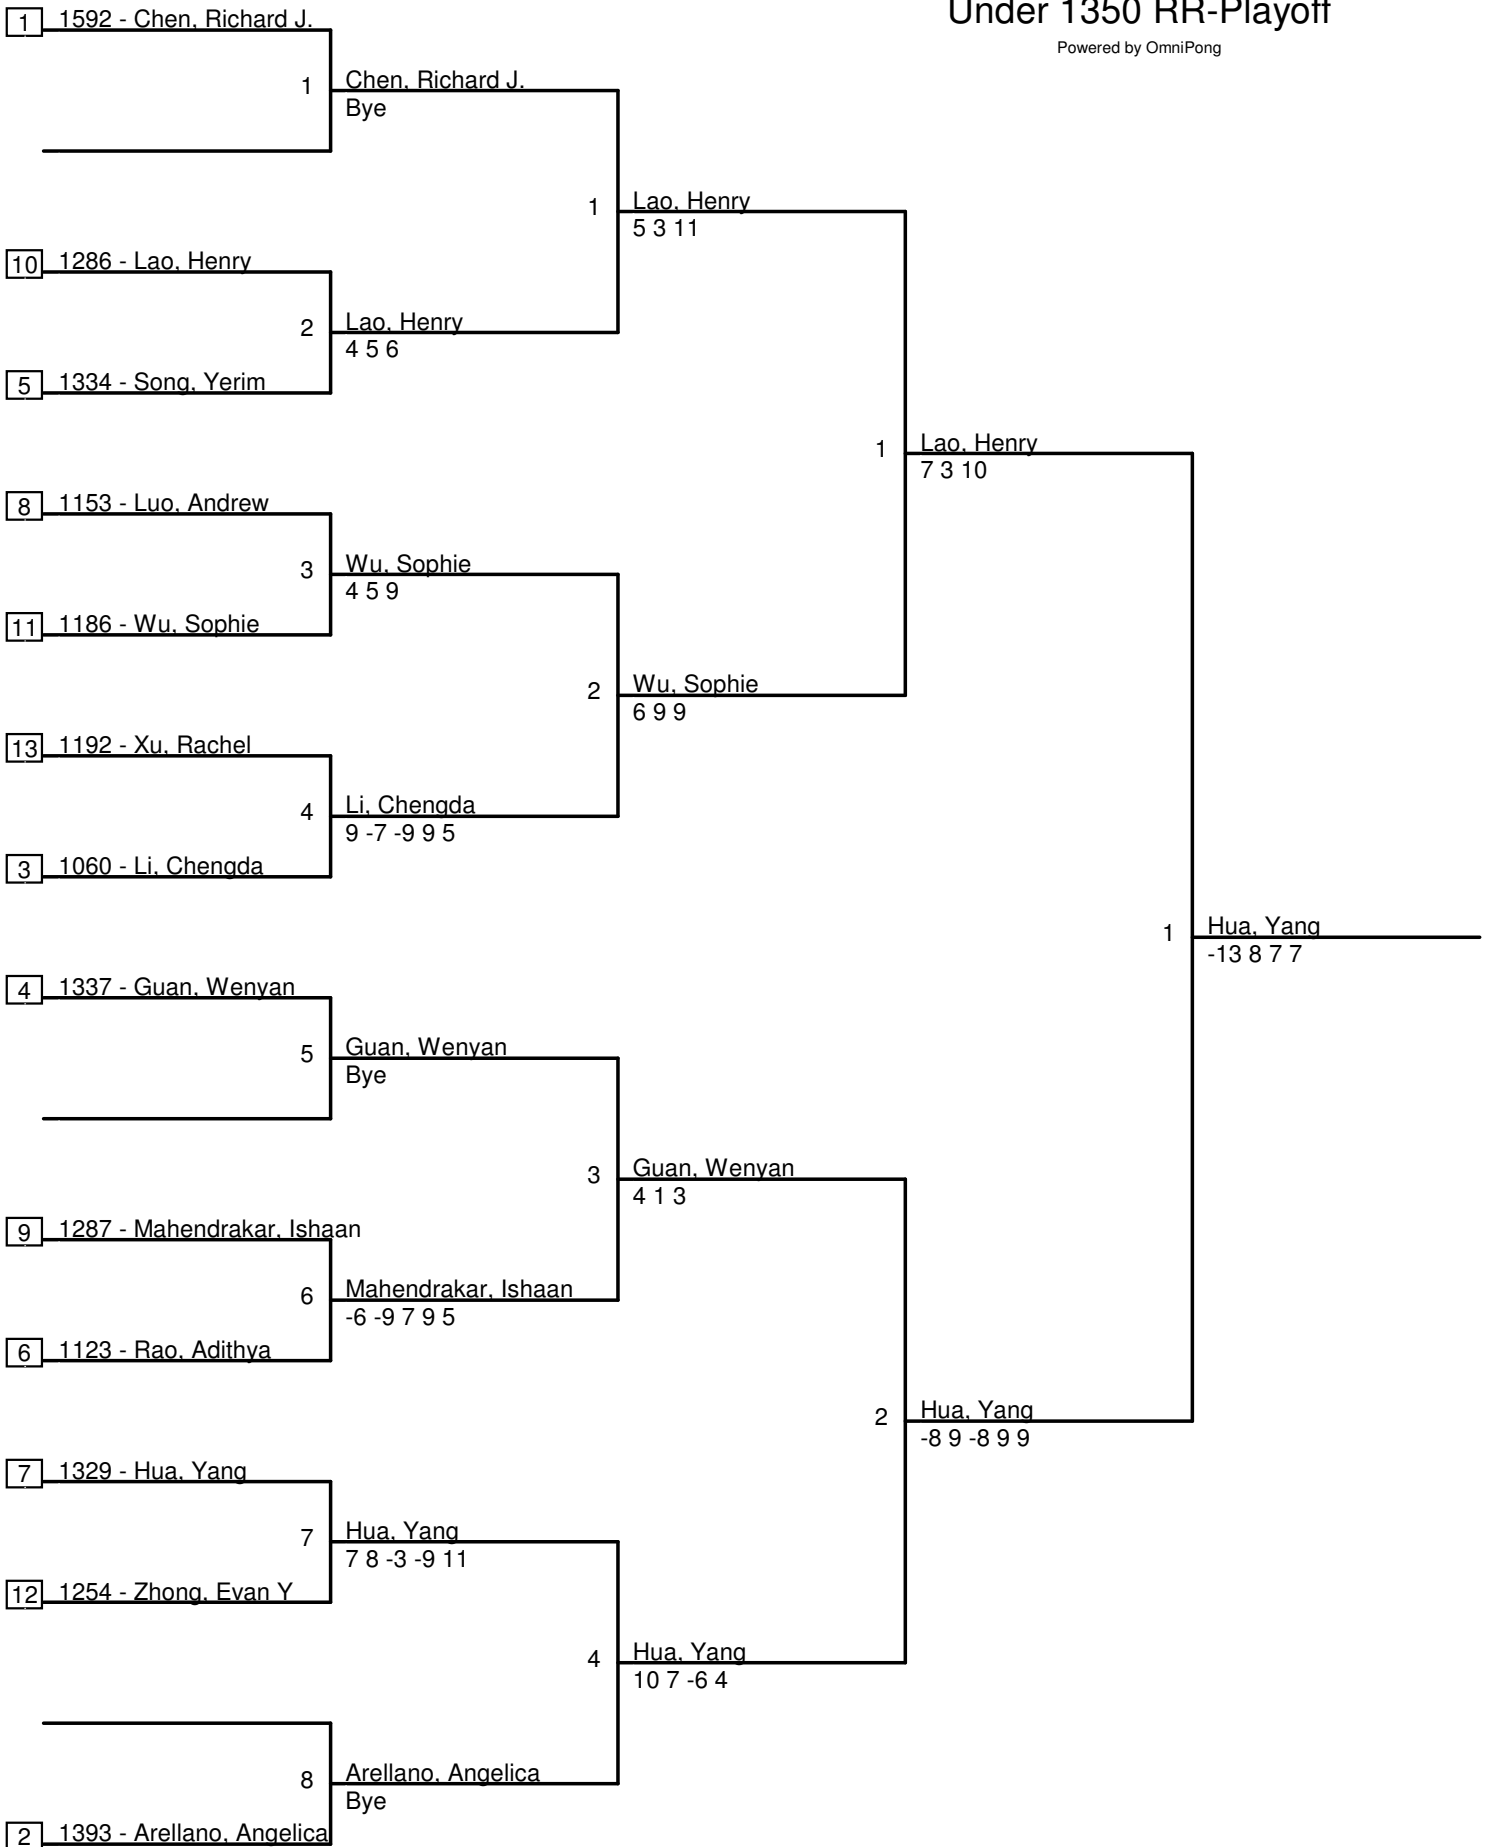 Under 1350 RR-Playoff
Powered by OmniPong
1 1592 - Chen, Richard J.
1 Chen, Richard J.
Bye
1 Lao, Henry
5 3 11
10 1286 - Lao, Henry
2 Lao, Henry
4 5 6
5 1334 - Song, Yerim
1 Lao, Henry
7 3 10
8 1153 - Luo, Andrew
3 Wu, Sophie
4 5 9
11 1186 - Wu, Sophie
2 Wu, Sophie
6 9 9
13 1192 - Xu, Rachel
4 Li, Chengda
9 -7 -9 9 5
3 1060 - Li, Chengda
1 Hua, Yang
-13 8 7 7
4 1337 - Guan, Wenyan
5 Guan, Wenyan
Bye
3 Guan, Wenyan
4 1 3
9 1287 - Mahendrakar, Ishaan
6 Mahendrakar, Ishaan
-6 -9 7 9 5
6 1123 - Rao, Adithya
2 Hua, Yang
-8 9 -8 9 9
7 1329 - Hua, Yang
7 Hua, Yang
7 8 -3 -9 11
12 1254 - Zhong, Evan Y
4 Hua, Yang
10 7 -6 4
8 Arellano, Angelica
Bye
2 1393 - Arellano, Angelica